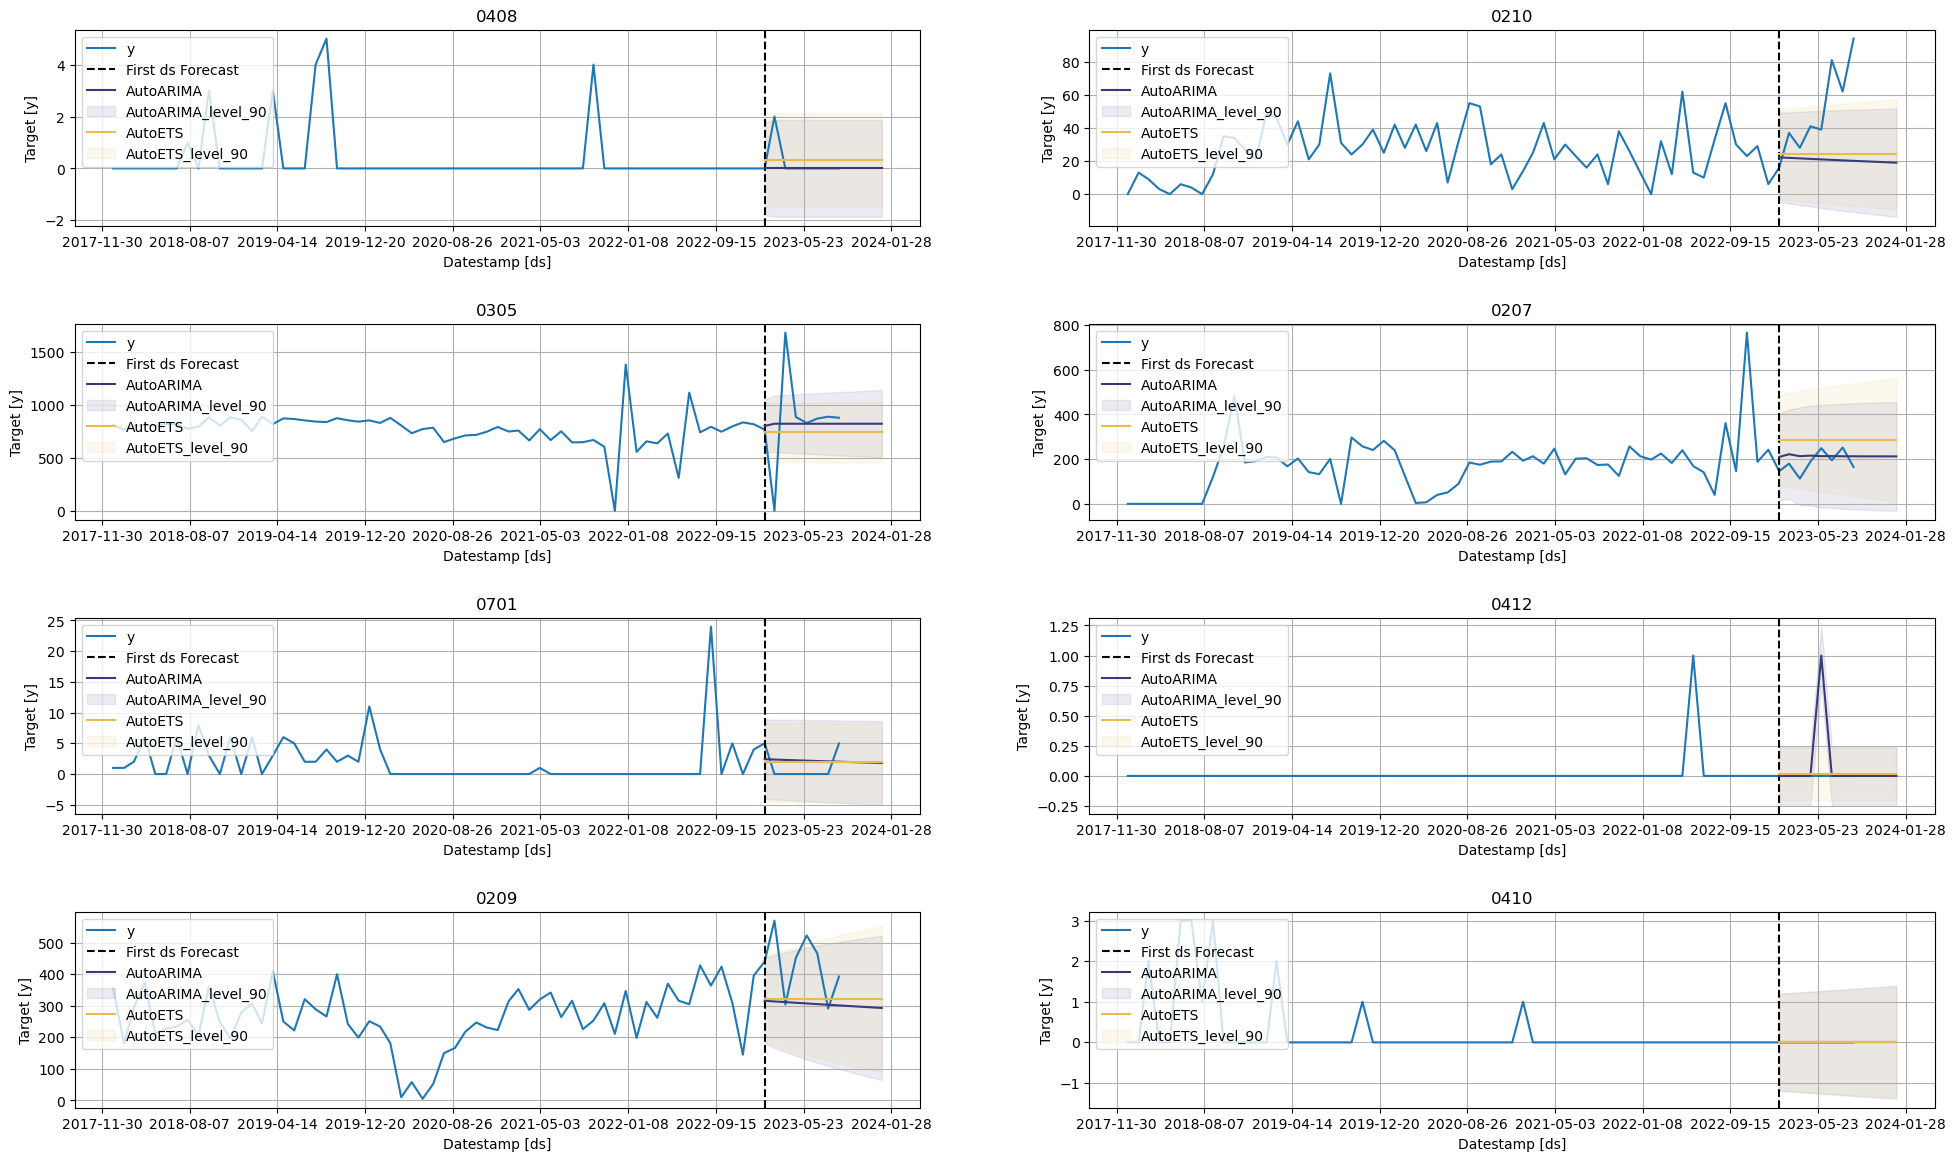 0408
4
2
0
−2
Target [y]
y
First ds Forecast
AutoARIMA
AutoARIMA_level_90
AutoETS
AutoETS_level_90
2017-11-30 2018-08-07 2019-04-14 2019-12-20 2020-08-26 2021-05-03 2022-01-08 2022-09-15 2023-05-23 2024-01-28
Datestamp [ds]
0210
80
60
40
20
0
Target [y]
y
First ds Forecast
AutoARIMA
AutoARIMA_level_90
AutoETS
AutoETS_level_90
2017-11-30 2018-08-07 2019-04-14 2019-12-20 2020-08-26 2021-05-03 2022-01-08 2022-09-15 2023-05-23 2024-01-28
Datestamp [ds]
0305
1500
1000
500
0
Target [y]
y
First ds Forecast
AutoARIMA
AutoARIMA_level_90
AutoETS
AutoETS_level_90
2017-11-30 2018-08-07 2019-04-14 2019-12-20 2020-08-26 2021-05-03 2022-01-08 2022-09-15 2023-05-23 2024-01-28
Datestamp [ds]
0207
800
600
400
200
0
Target [y]
y
First ds Forecast
AutoARIMA
AutoARIMA_level_90
AutoETS
AutoETS_level_90
2017-11-30 2018-08-07 2019-04-14 2019-12-20 2020-08-26 2021-05-03 2022-01-08 2022-09-15 2023-05-23 2024-01-28
Datestamp [ds]
0701
25
20
15
10
5
0
−5
Target [y]
y
First ds Forecast
AutoARIMA
AutoARIMA_level_90
AutoETS
AutoETS_level_90
2017-11-30 2018-08-07 2019-04-14 2019-12-20 2020-08-26 2021-05-03 2022-01-08 2022-09-15 2023-05-23 2024-01-28
Datestamp [ds]
0412
1.25
1.00
0.75
0.50
0.25
0.00
−0.25
Target [y]
y
First ds Forecast
AutoARIMA
AutoARIMA_level_90
AutoETS
AutoETS_level_90
2017-11-30 2018-08-07 2019-04-14 2019-12-20 2020-08-26 2021-05-03 2022-01-08 2022-09-15 2023-05-23 2024-01-28
Datestamp [ds]
0209
500
400
300
200
100
0
Target [y]
y
First ds Forecast
AutoARIMA
AutoARIMA_level_90
AutoETS
AutoETS_level_90
2017-11-30 2018-08-07 2019-04-14 2019-12-20 2020-08-26 2021-05-03 2022-01-08 2022-09-15 2023-05-23 2024-01-28
Datestamp [ds]
0410
3
2
1
0
−1
Target [y]
y
First ds Forecast
AutoARIMA
AutoARIMA_level_90
AutoETS
AutoETS_level_90
2017-11-30 2018-08-07 2019-04-14 2019-12-20 2020-08-26 2021-05-03 2022-01-08 2022-09-15 2023-05-23 2024-01-28
Datestamp [ds]